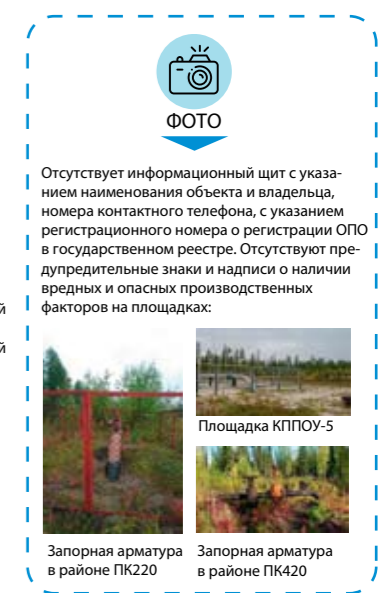 ФОТО
Отсутствует информационный щит с указа-
нием наименования объекта и владельца,
номера контактного телефона, с указанием
регистрационного номера о регистрации ОПО
в государственном реестре. Отсутствуют пре-
дупредительные знаки и надписи о наличии
вредных и опасных производственных
факторов на площадках:
й
й
Площадка КППОУ-5
Запорная арматура
в районе ПК220
Запорная арматура
в районе ПК420